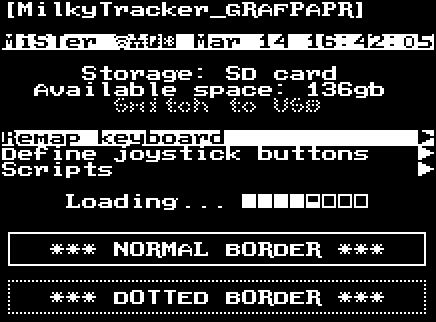 [MilkyTracker_GRAFPAPR]
MiSTer Mar 14 16:42:05
Storage: SD card
Available space: 136gb
Switch to USB
Remap keyboard
Define joystick buttons
Scripts
Loading...
*** NORMAL BORDER ***
*** DOTTED BORDER ***